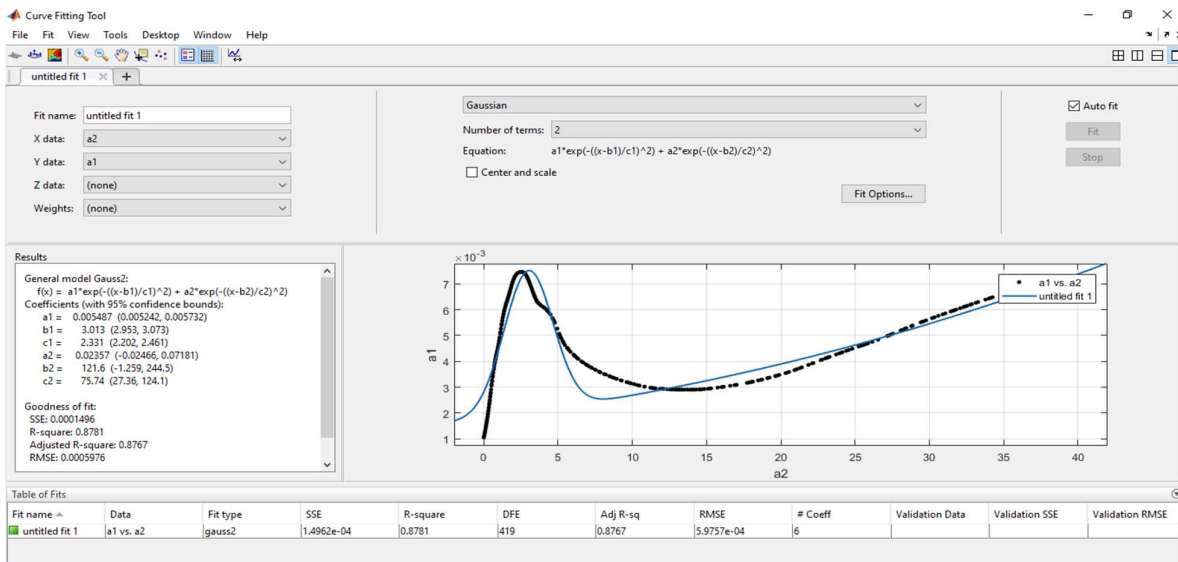 Curve Fitting Tool
File Fit View Tools Desktop Window Help
untitled fit 1
Fit name: untitled fit 1
X data: a2
Y data: a1
Z data: (none)
Weights: (none)
Gaussian
Number of terms: 2
Equation: a1*exp(-((x-b1)/c1)^2) + a2*exp(-((x-b2)/c2)^2)
Center and scale
Fit Options...
Auto fit
Fit
Stop
Results
General model Gauss2:
f(x) = a1*exp(-((x-b1)/c1)^2) + a2*exp(-((x-b2)/c2)^2)
Coefficients (with 95% confidence bounds):
a1 = 0.005487 (0.005242, 0.005732)
b1 = 3.013 (2.953, 3.073)
c1 = 2.331 (2.202, 2.461)
a2 = 0.02357 (-0.02466, 0.07181)
b2 = 121.6 (-1.259, 244.5)
c2 = 75.74 (27.36, 124.1)
Goodness of fit:
SSE: 0.0001496
R-square: 0.8781
Adjusted R-square: 0.8767
RMSE: 0.0005976
×10-3
7
6
5
4
3
2
1
a1
0 5 10 15 20 25 30 35 40
a2
a1 vs. a2
untitled fit 1
Table of Fits
Fit name Data Fit type SSE R-square DFE Adj R-sq RMSE # Coeff Validation Data Validation SSE Validation RMSE
untitled fit 1 a1 vs. a2 gauss2 1.4962e-04 0.8781 419 0.8767 5.9757e-04 6